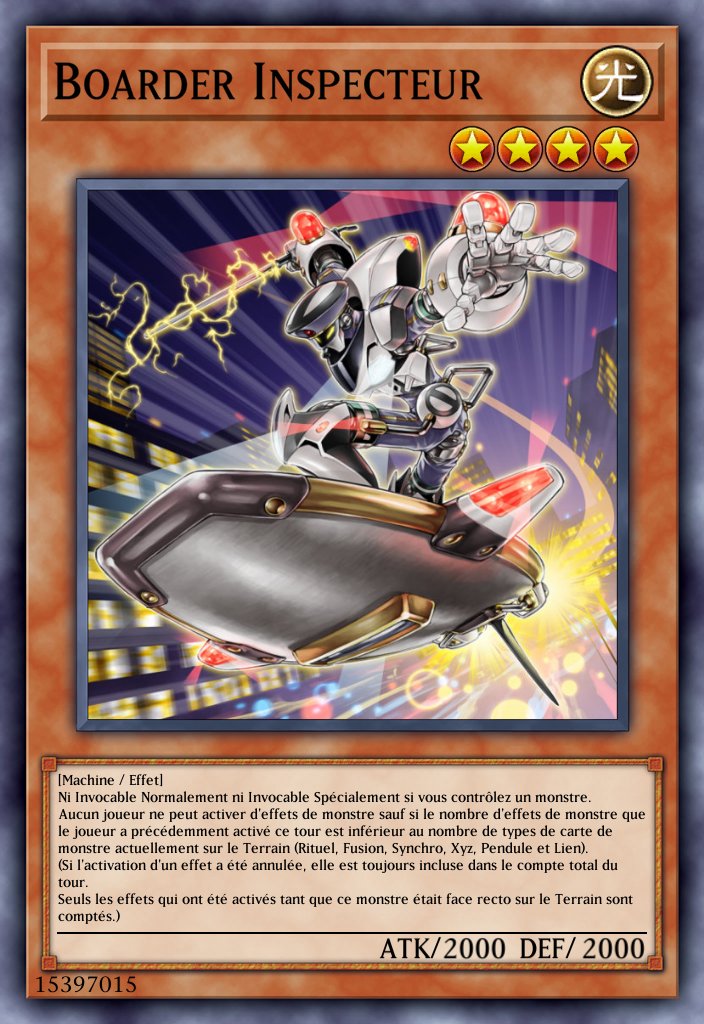 Boarder Inspecteur
光
[Machine / Effet]
Ni Invocable Normalement ni Invocable Spécialement si vous contrôlez un monstre.
Aucun joueur ne peut activer d'effets de monstre sauf si le nombre d'effets de monstre que
le joueur a précédemment activé ce tour est inférieur au nombre de types de carte de
monstre actuellement sur le Terrain (Rituel, Fusion, Synchro, Xyz, Pendule et Lien).
(Si l'activation d'un effet a été annulée, elle est toujours incluse dans le compte total du
tour.
Seuls les effets qui ont été activés tant que ce monstre était face recto sur le Terrain sont
comptés.)
ATK/2000 DEF/ 2000
15397015